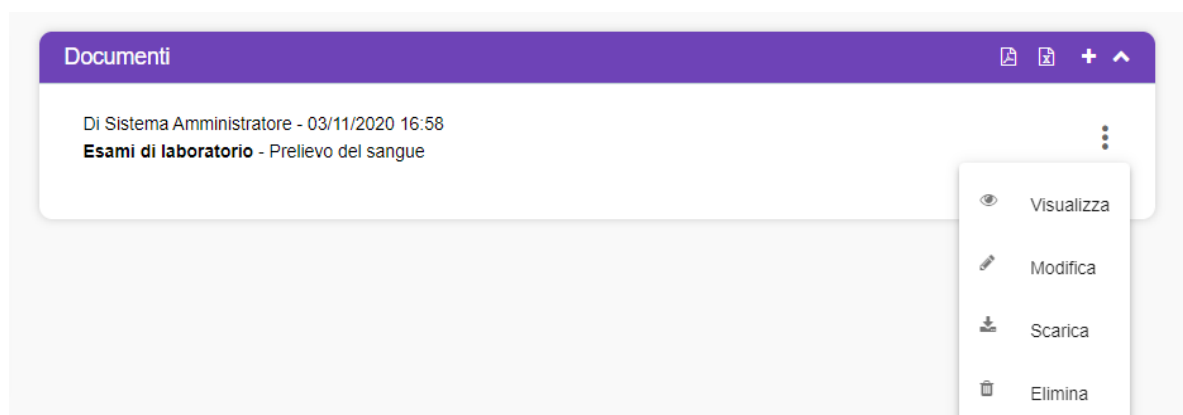 Documenti
Di Sistema Amministratore - 03/11/2020 16:58
Esami di laboratorio - Prelievo del sangue
Visualizza
Modifica
Scarica
Elimina